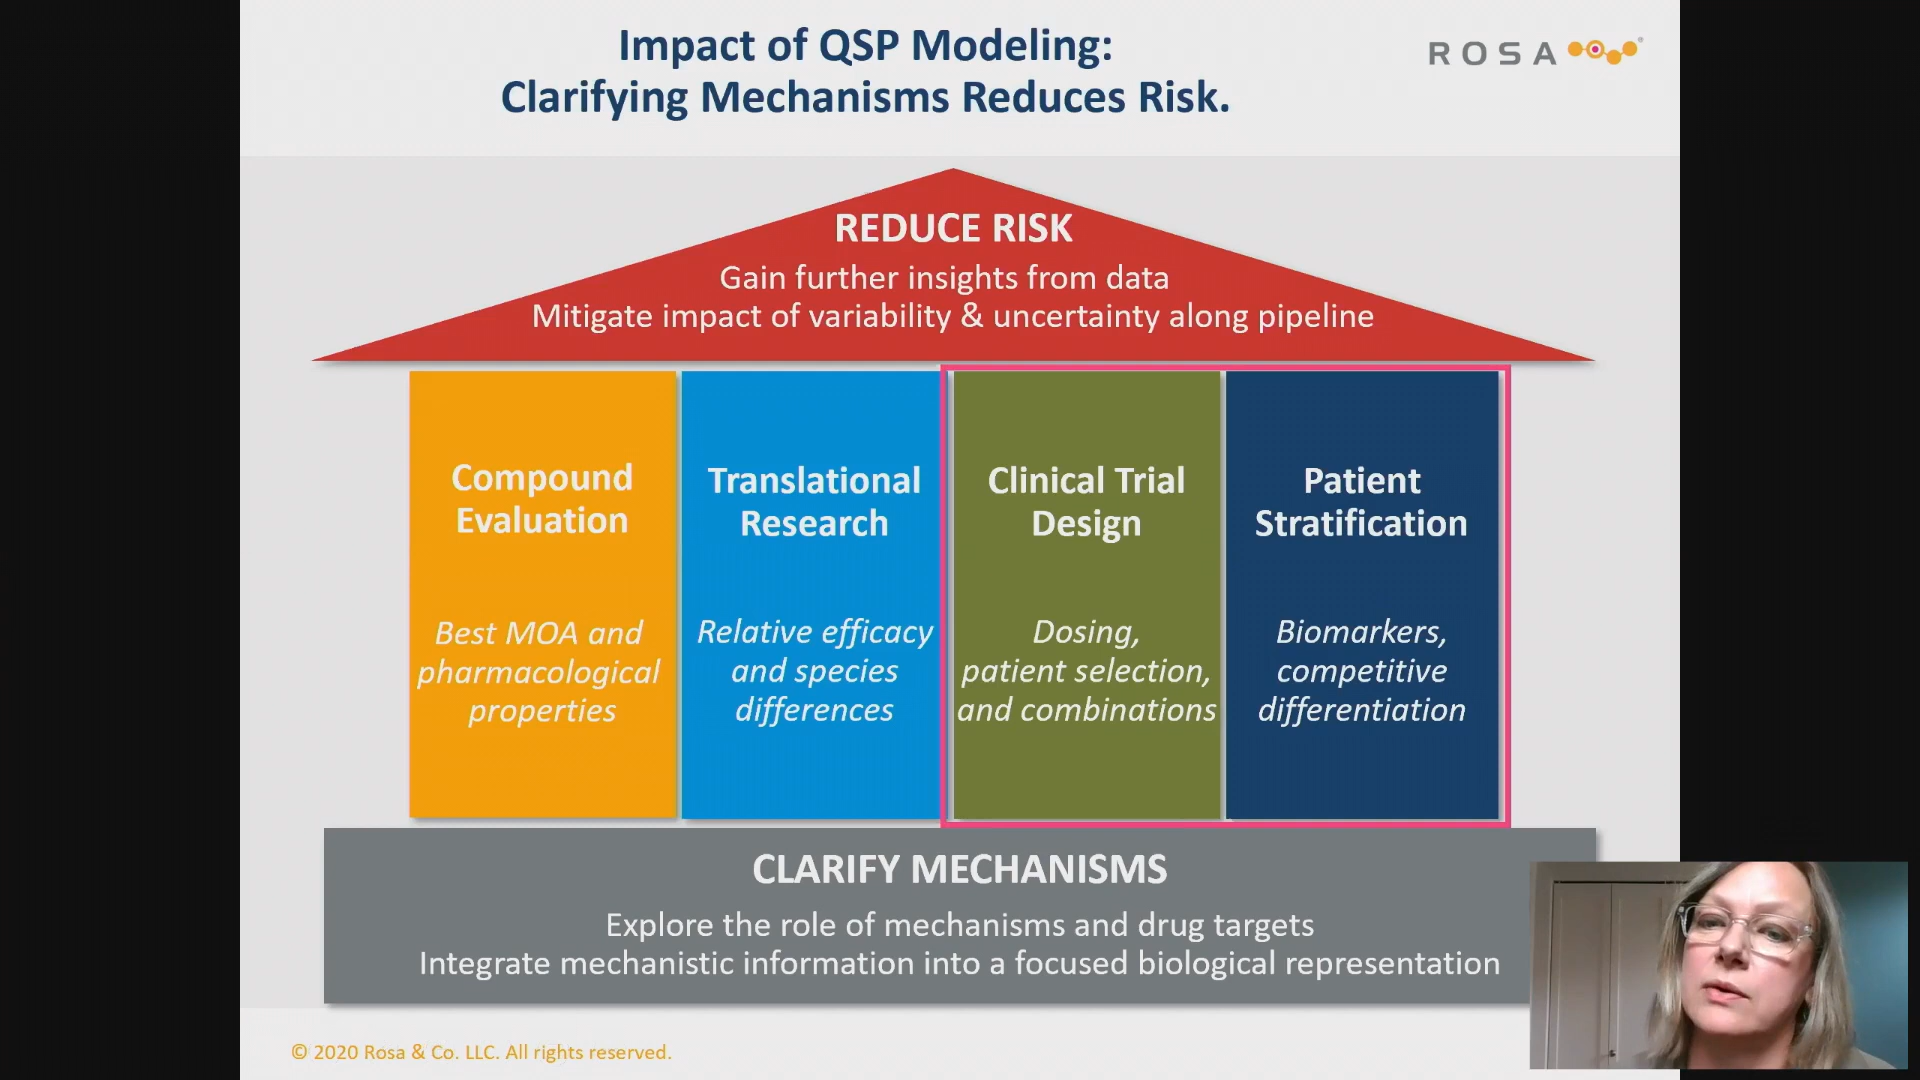 Impact of QSP Modeling:
Clarifying Mechanisms Reduces Risk.
ROSA
REDUCE RISK
Gain further insights from data
Mitigate impact of variability & uncertainty along pipeline
Compound
Evaluation
Best MOA and
pharmacological
properties
Translational
Research
Relative efficacy
and species
differences
Clinical Trial
Design
Dosing,
patient selection,
and combinations
Patient
Stratification
Biomarkers,
competitive
differentiation
CLARIFY MECHANISMS
Explore the role of mechanisms and drug targets
Integrate mechanistic information into a focused biological representation
© 2020 Rosa & Co. LLC. All rights reserved.